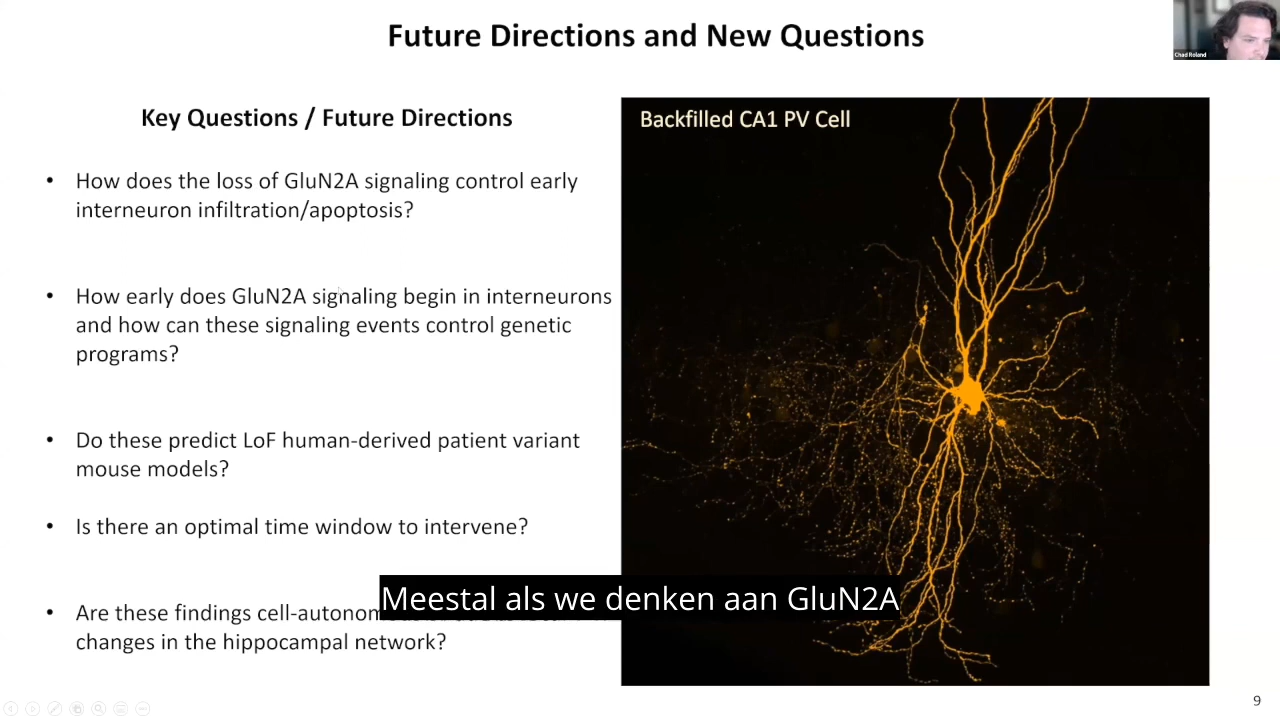 Future Directions and New Questions
Chad Roland
Key Questions / Future Directions
• How does the loss of GluN2A signaling control early
interneuron infiltration/apoptosis?
• How early does GluN2A signaling begin in interneurons
and how can these signaling events control genetic
programs?
• Do these predict LoF human-derived patient variant
mouse models?
• Is there an optimal time window to intervene?
• Are these findings cell-autonom
changes in the hippocampal network?
Backfilled CA1 PV Cell
Meestal als we denken aan GluN2A
9